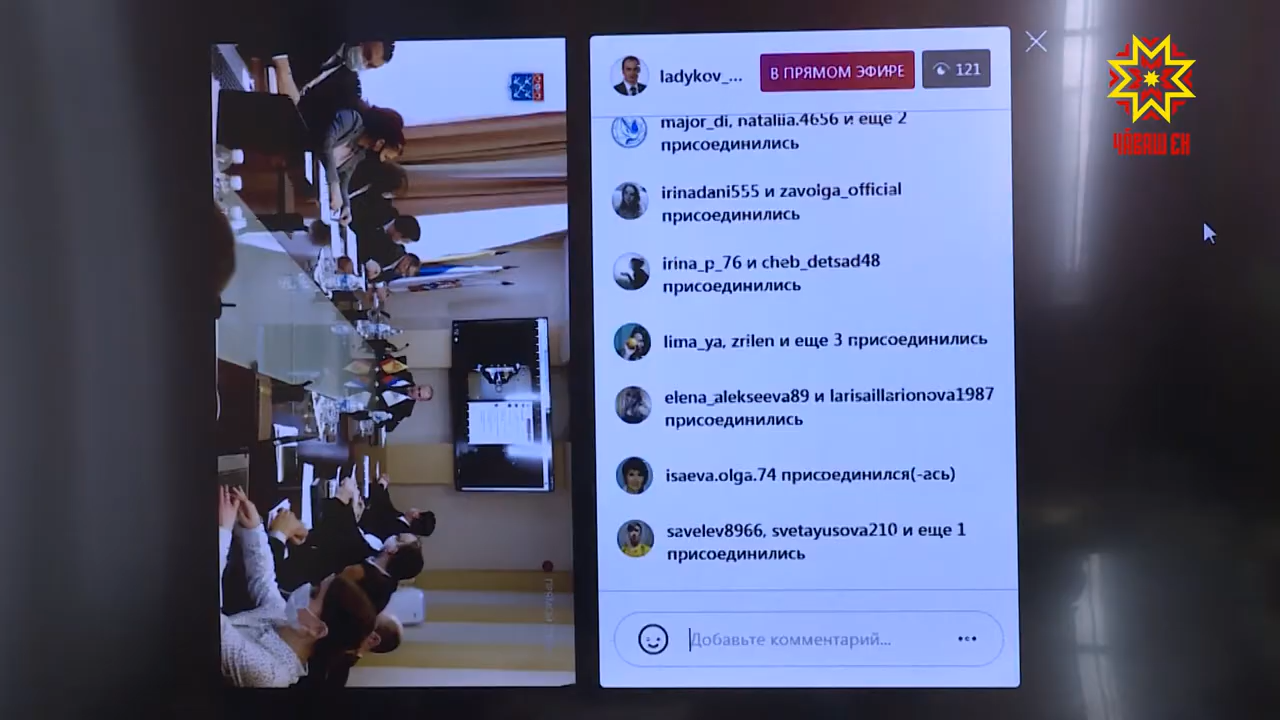 ladykov_...
В ПРЯМОМ ЭФИРЕ
121
major_di, nataliia.4656 и еще 2
присоединились
irinadani555 и zavolga_official
присоединились
irina_p_76 и cheb_detsad48
присоединились
lima_ya, zrilen и еще 3 присоединились
elena_alekseeva89 и larisaillarionova1987
присоединились
isaeva.olga.74 присоединился(-ась)
savelev8966, svetayusova210 и еще 1
присоединились
Добавьте комментарий...
ЧӐВАШ ЕН